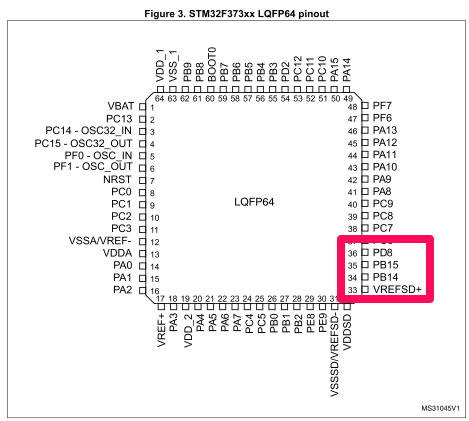 Figure 3. STM32F373xx LQFP64 pinout
VDD_1
VSS_1
PB9
PB8
BOOT0
PB7
PB6
PB5
PB4
PB3
PD2
PC12
PC11
PC10
PA15
PA14
64 63 62 61 60 59 58 57 56 55 54 53 52 51 50 49
VBAT 1
PC13 2
PC14 - OSC32_IN 3
PC15 - OSC32_OUT 4
PF0 - OSC_IN 5
PF1 - OSC_OUT 6
NRST 7
PC0 8
PC1 9
PC2 10
PC3 11
VSSA/VREF- 12
VDDA 13
PA0 14
PA1 15
PA2 16
LQFP64
48 PF7
47 PF6
46 PA13
45 PA12
44 PA11
43 PA10
42 PA9
41 PA8
40 PC9
39 PC8
38 PC7
36 PD8
35 PB15
34 PB14
33 VREFSD+
17 18 19 20 21 22 23 24 25 26 27 28 29 30 31
VREF+
PA3
VDD_2
PA4
PA5
PA6
PA7
PC4
PC5
PB0
PB1
PB2
PE8
PE9
VSSSD/VREFSD-
VDDSD
MS31045V1